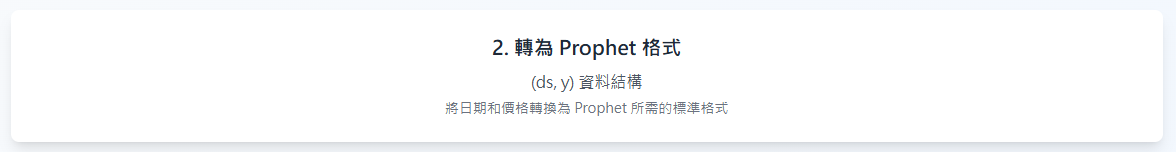 2. 轉為 Prophet 格式
(ds, y) 資料結構
將日期和價格轉換為 Prophet 所需的標準格式